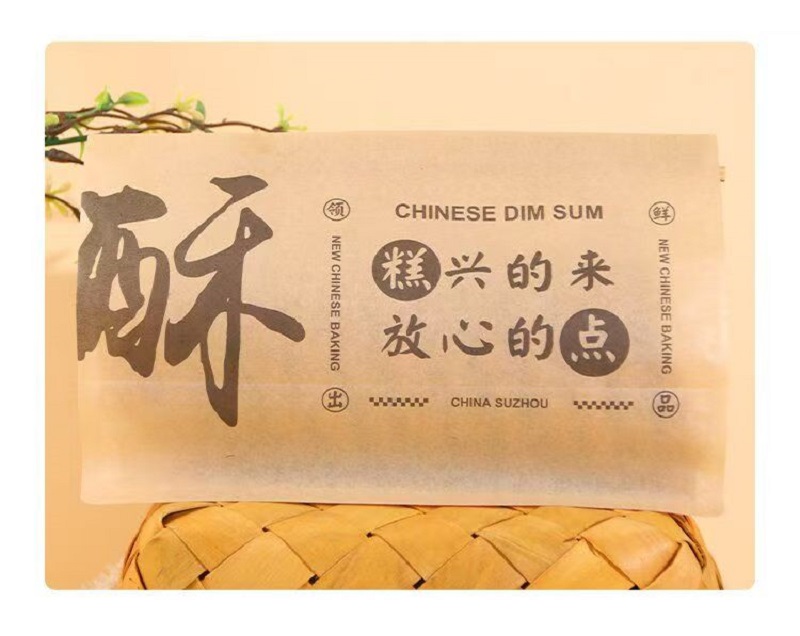 酥
领
NEW CHINESE BAKING
出
CHINESE DIM SUM
糕兴的来
放心的点
CHINA SUZHOU
鲜
NEW CHINESE BAKING
品